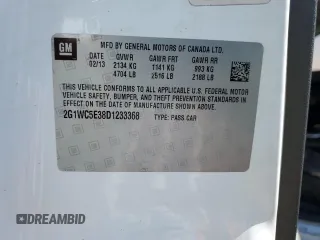 GM
MFD BY GENERAL MOTORS OF CANADA LTD.
DATE GVWR GAWR FRT GAWR RR
02/13 2134 KG 1141 KG 993 KG
4704 LB 2516 LB 2188 LB
THIS VEHICLE CONFORMS TO ALL APPLICABLE U.S. FEDERAL MOTOR
VEHICLE SAFETY, BUMPER, AND THEFT PREVENTION STANDARDS
IN EFFECT ON THE DATE OF MANUFACTURE SHOWN ABOVE.
2G1WC5E38D1233368 TYPE: PASS CAR
DREAMBID